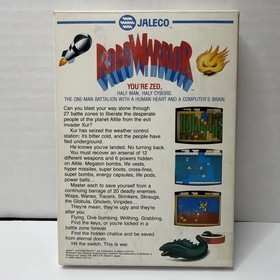 JALECO
ROBOWARRIOR
YOU'RE ZED,
HALF MAN, HALF CYBORG.
THE ONE-MAN BATTALION WITH A HUMAN HEART AND A COMPUTER'S BRAIN
Can you blast your way alone through
27 battle zones to liberate the desperate
people of the planet Altile from the evil
invader Xur?
Xur has seized the weather control
station; it's bitter cold, and the people have
fled underground.
He knows you've landed. No turning back.
You must recover an arsenal of 12
different weapons and 6 powers hidden
on Altile. Megaton bombs, life vests,
hyper missiles, super boots, cross-fires,
super bombs, energy capsules, life pods,
power balls...
Master each to save yourself from a
continuous barrage of 20 deadly enemies.
Wisps, Wanes, Tracers, Shrinkers, Skraugs,
the Globula, Gholem, Vinpides...
They're mean, they're ugly and they're
after you.
Flying. Dive bombing. Writhing. Grabbing.
Find the keys, or you're locked in a
battle zone forever.
Find the hidden chalice and be saved
from eternal doom.
Hit the switch. This is war.